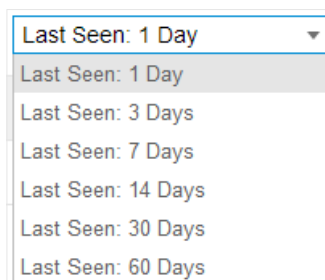 Last Seen: 1 Day
Last Seen: 1 Day
Last Seen: 3 Days
Last Seen: 7 Days
Last Seen: 14 Days
Last Seen: 30 Days
Last Seen: 60 Days